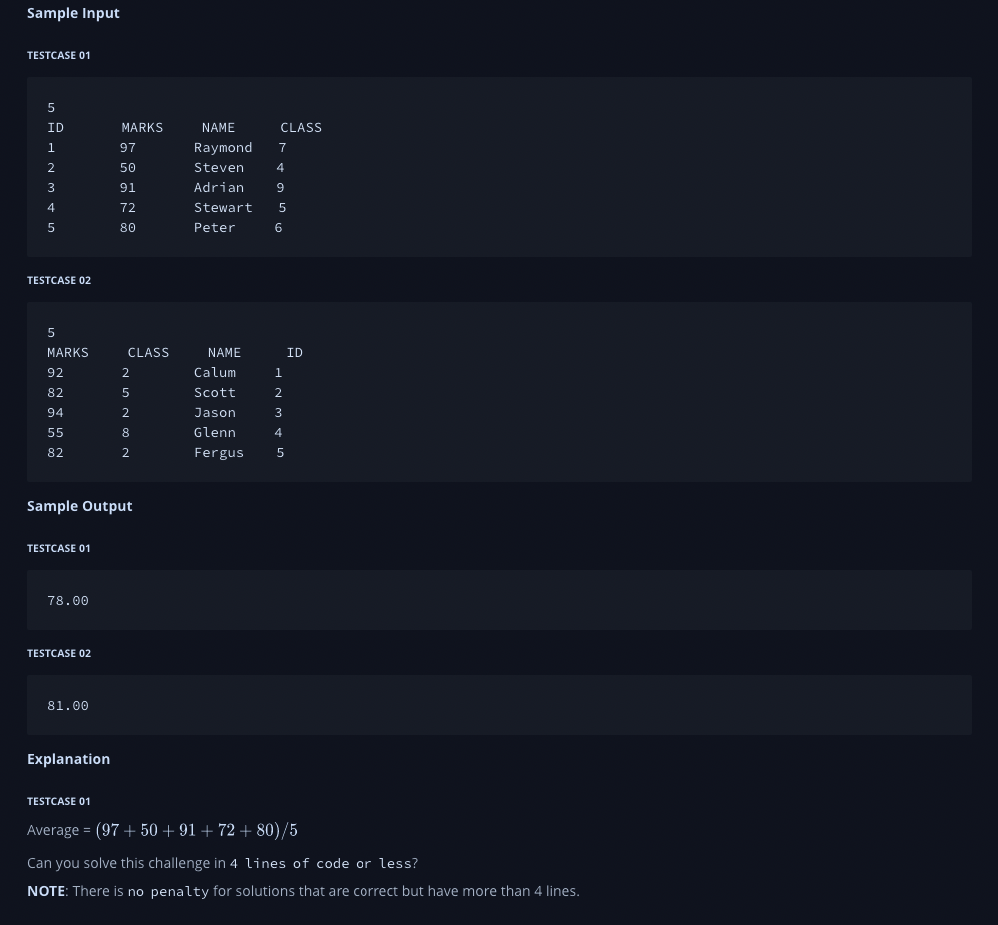 Sample Input
TESTCASE 01
5
ID MARKS NAME CLASS
1 97 Raymond 7
2 50 Steven 4
3 91 Adrian 9
4 72 Stewart 5
5 80 Peter 6
TESTCASE 02
5
MARKS CLASS NAME ID
92 2 Calum 1
82 5 Scott 2
94 2 Jason 3
55 8 Glenn 4
82 2 Fergus 5
Sample Output
TESTCASE 01
78.00
TESTCASE 02
81.00
Explanation
TESTCASE 01
Average = (97 + 50 + 91 + 72 + 80)/5
Can you solve this challenge in 4 lines of code or less?
NOTE: There is no penalty for solutions that are correct but have more than 4 lines.